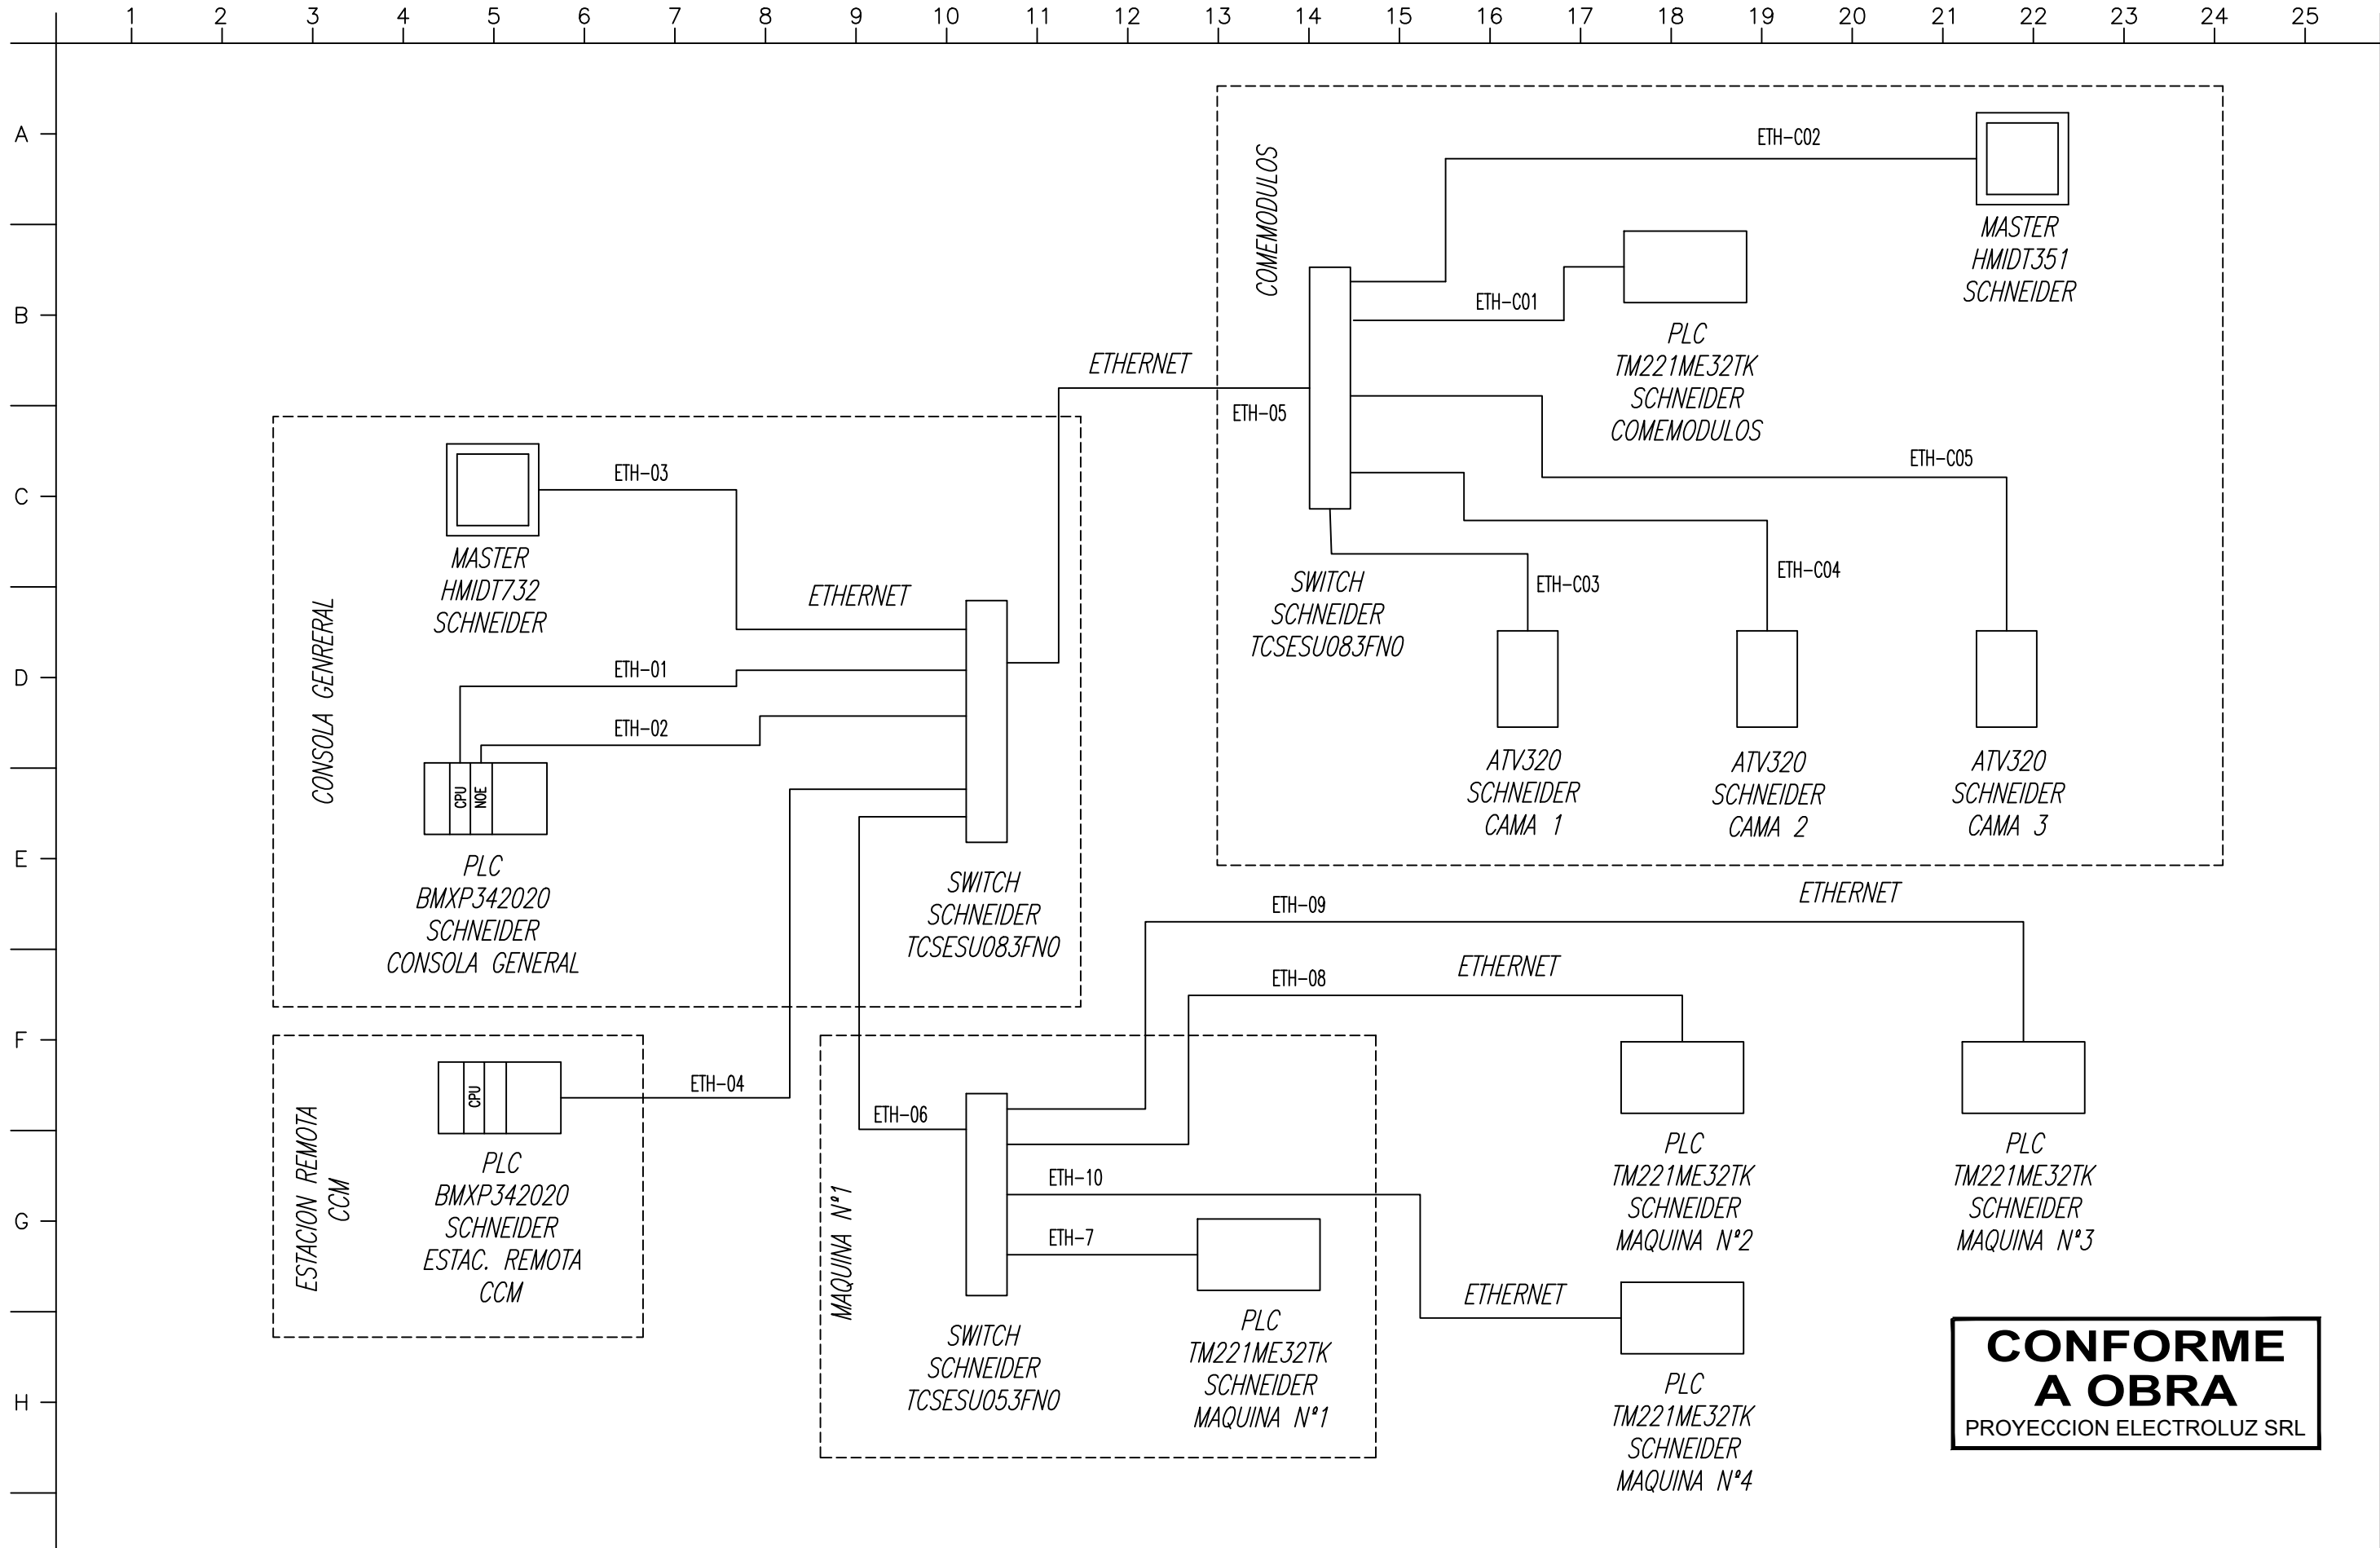 1 2 3 4 5 6 7 8 9 10 11 12 13 14 15 16 17 18 19 20 21 22 23 24 25
A
B
C
D
E
F
G
H
COMEMODULOS
ETH-C02
MASTER
HMIDT351
SCHNEIDER
ETH-C01
PLC
TM221ME32TK
SCHNEIDER
COMEMODULOS
ETHERNET
ETH-05
ETH-C05
ETH-C04
ETH-C03
SWITCH
SCHNEIDER
TCSESU083FN0
ATV320
SCHNEIDER
CAMA 1
ATV320
SCHNEIDER
CAMA 2
ATV320
SCHNEIDER
CAMA 3
CONSOLA GENRERAL
ETH-03
MASTER
HMIDT732
SCHNEIDER
ETHERNET
ETH-01
ETH-02
CPU
NOE
PLC
BMXP342020
SCHNEIDER
CONSOLA GENERAL
SWITCH
SCHNEIDER
TCSESU083FN0
ETH-09
ETHERNET
ETH-08
ETHERNET
ESTACION REMOTA
CCM
CPU
ETH-04
PLC
BMXP342020
SCHNEIDER
ESTAC. REMOTA
CCM
MAQUINA Nº1
ETH-06
ETH-10
ETH-7
SWITCH
SCHNEIDER
TCSESU053FN0
PLC
TM221ME32TK
SCHNEIDER
MAQUINA Nº1
PLC
TM221ME32TK
SCHNEIDER
MAQUINA Nº2
PLC
TM221ME32TK
SCHNEIDER
MAQUINA Nº3
ETHERNET
PLC
TM221ME32TK
SCHNEIDER
MAQUINA Nº4
CONFORME
A OBRA
PROYECCION ELECTROLUZ SRL